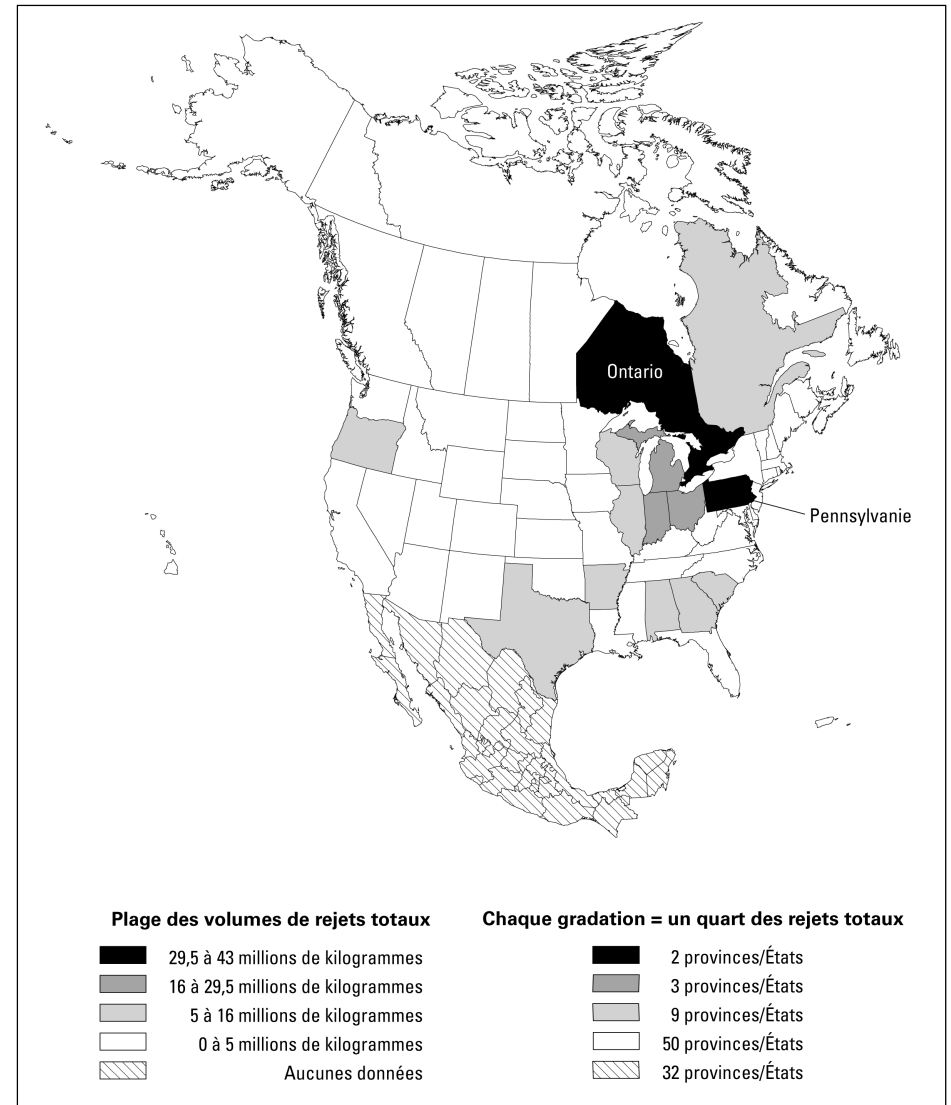 Ontario
Pennsylvanie
Plage des volumes de rejets totaux
29,5 à 43 millions de kilogrammes
16 à 29,5 millions de kilogrammes
5 à 16 millions de kilogrammes
0 à 5 millions de kilogrammes
Aucunes données
Chaque gradation = un quart des rejets totaux
2 provinces/États
3 provinces/États
9 provinces/États
50 provinces/États
32 provinces/États